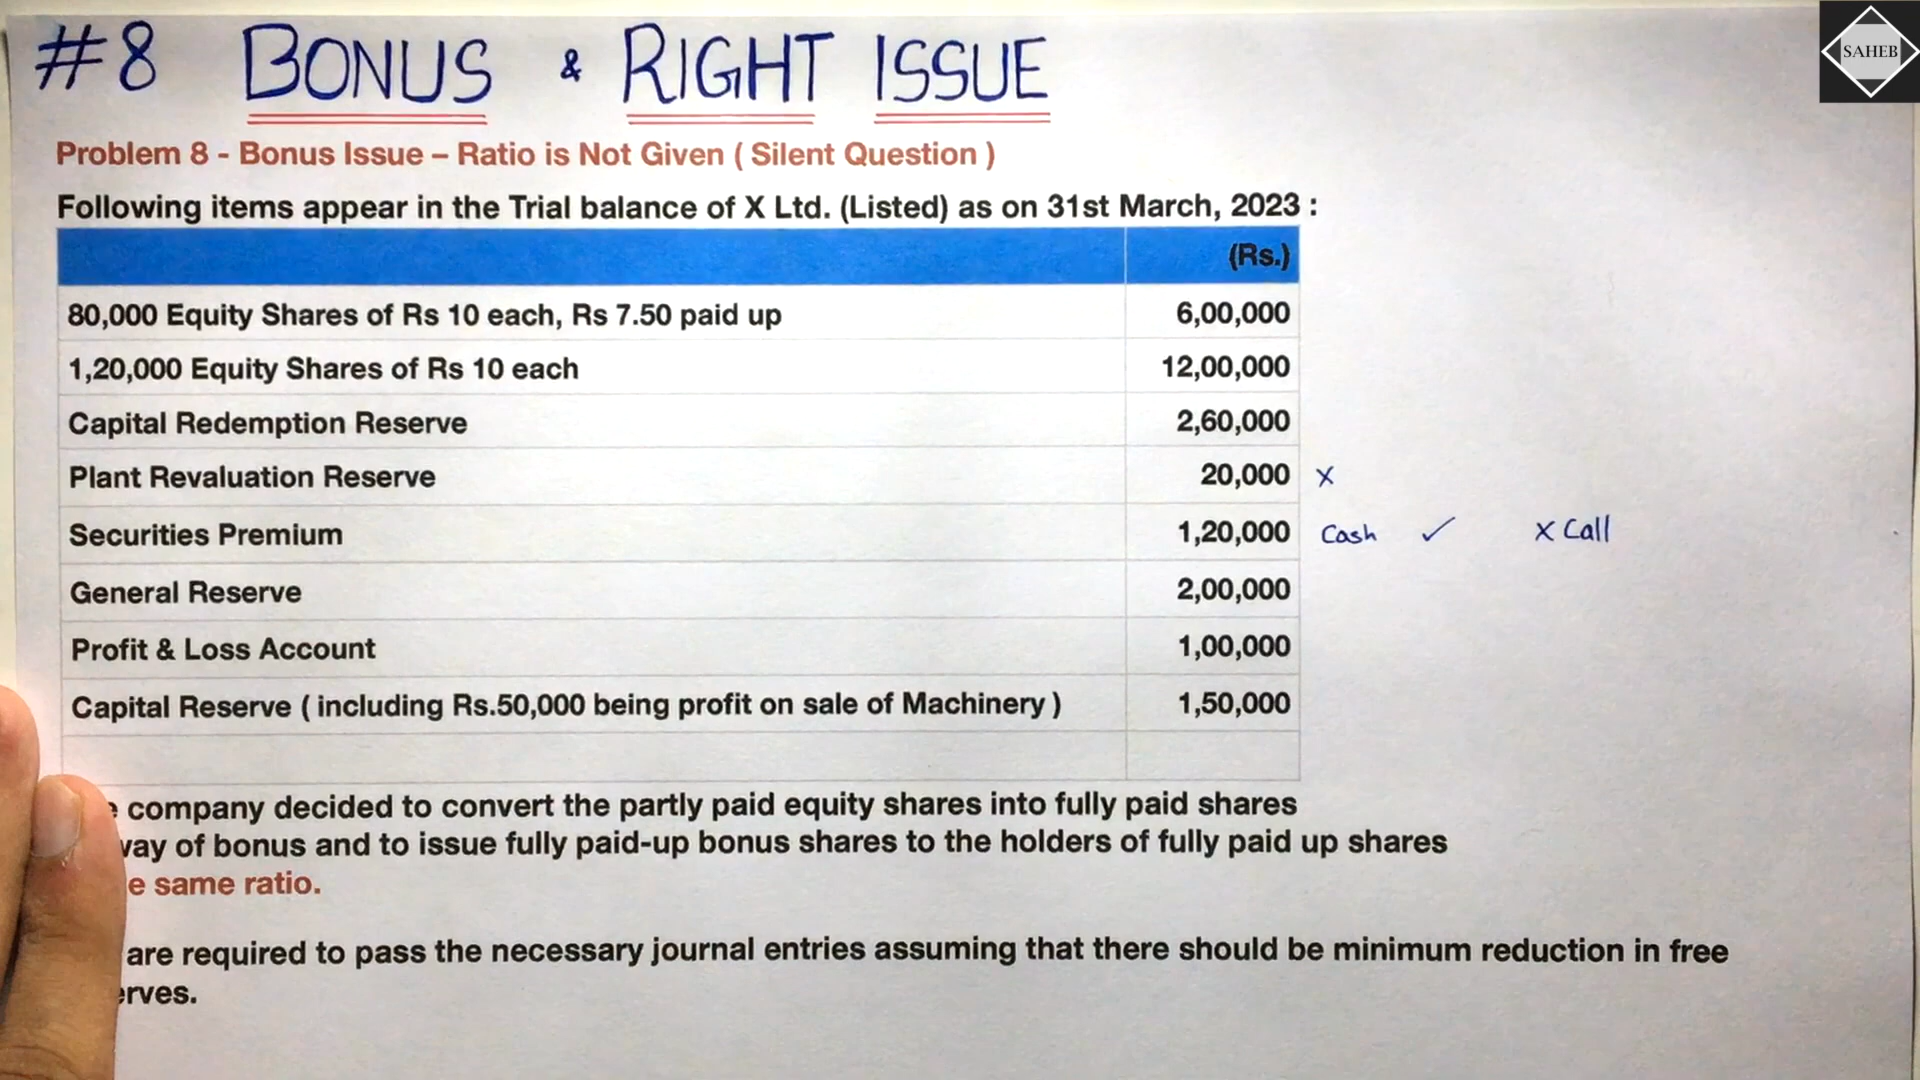 #8 BONUS & RIGHT ISSUE
SAHEB
Problem 8 - Bonus Issue – Ratio is Not Given ( Silent Question )
Following items appear in the Trial balance of X Ltd. (Listed) as on 31st March, 2023 :
(Rs.)
80,000 Equity Shares of Rs 10 each, Rs 7.50 paid up 6,00,000
1,20,000 Equity Shares of Rs 10 each 12,00,000
Capital Redemption Reserve 2,60,000
Plant Revaluation Reserve 20,000 X
Securities Premium 1,20,000 Cash ✓ X Call
General Reserve 2,00,000
Profit & Loss Account 1,00,000
Capital Reserve ( including Rs.50,000 being profit on sale of Machinery ) 1,50,000
company decided to convert the partly paid equity shares into fully paid shares
of bonus and to issue fully paid-up bonus shares to the holders of fully paid up shares
same ratio.
are required to pass the necessary journal entries assuming that there should be minimum reduction in free